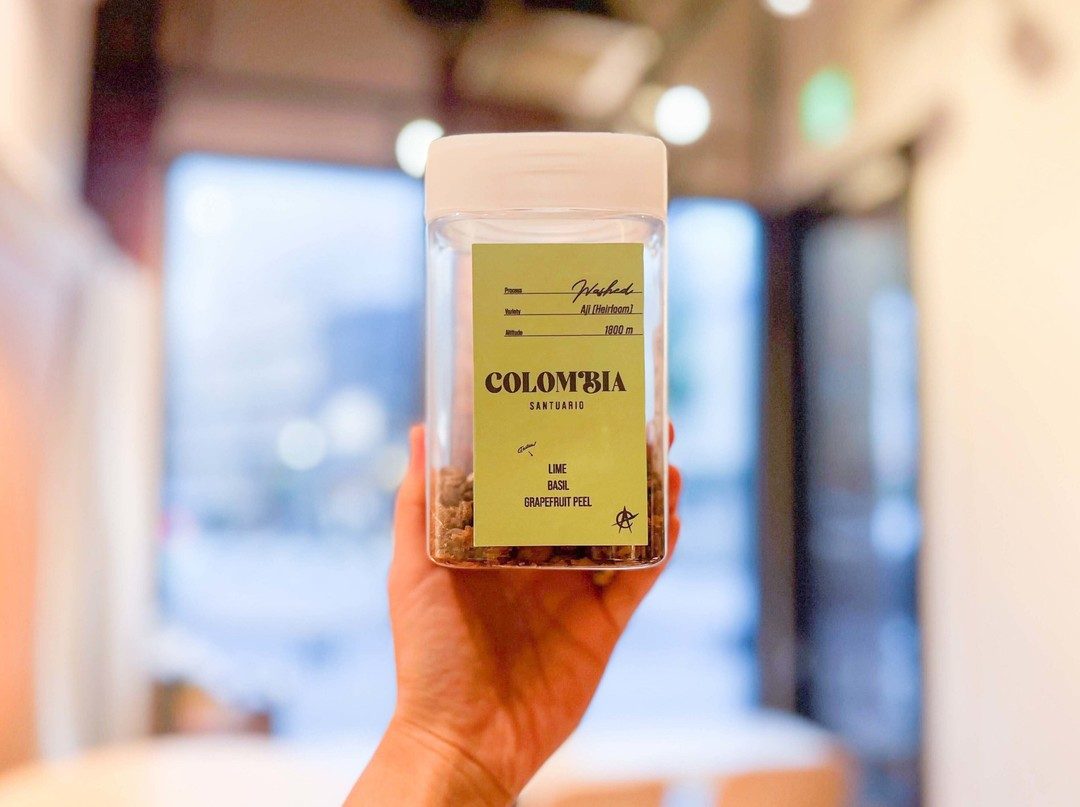 Process Washed
Variety Aji [Heirloom]
Altitude 1800 m
COLOMBIA
SANTUARIO
LIME
BASIL
GRAPEFRUIT PEEL